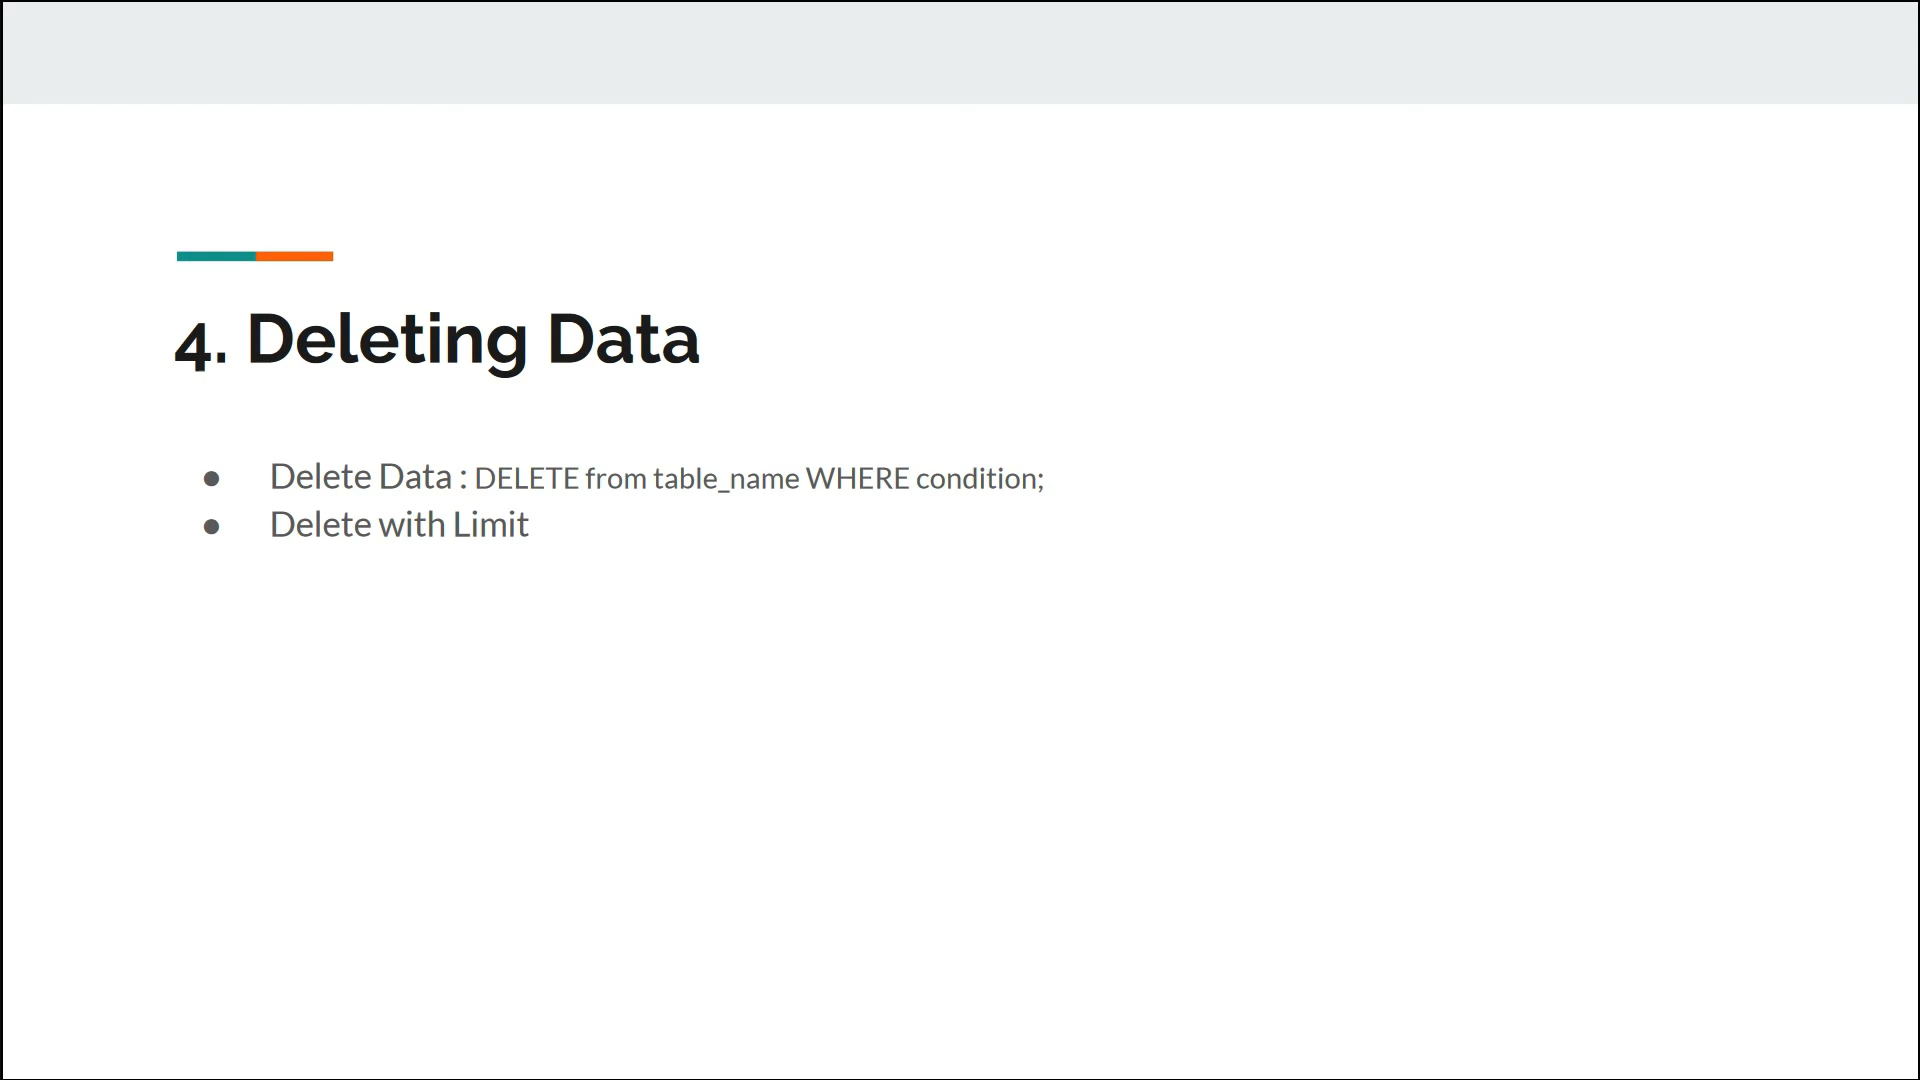 4. Deleting Data
● Delete Data : DELETE from table_name WHERE condition;
● Delete with Limit